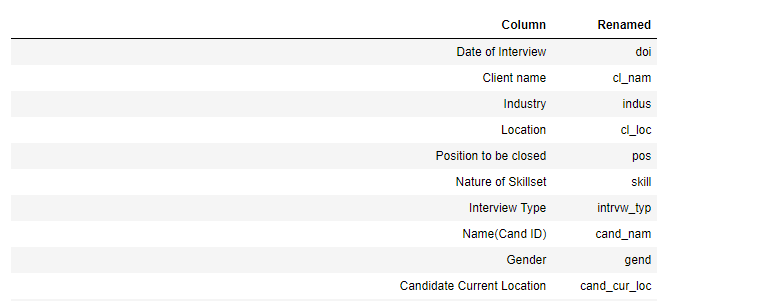 Column Renamed
Date of Interview doi
Client name cl_nam
Industry indus
Location cl_loc
Position to be closed pos
Nature of Skillset skill
Interview Type intrvw_typ
Name(Cand ID) cand_nam
Gender gend
Candidate Current Location cand_cur_loc